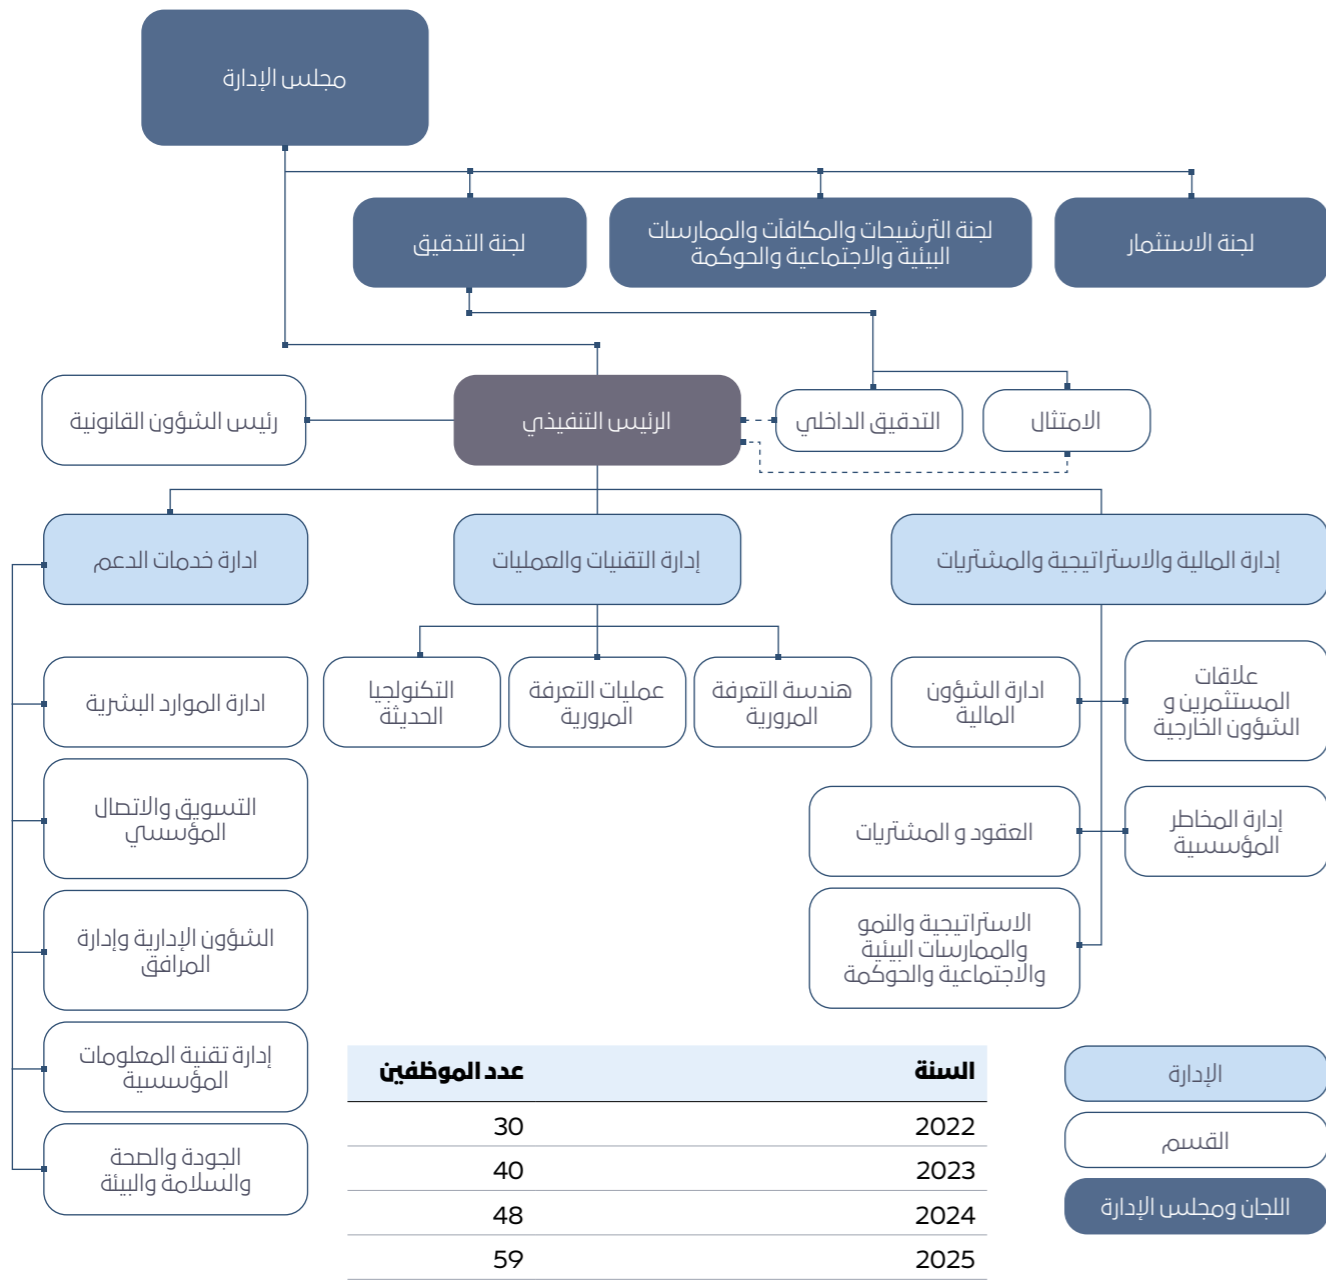 مجلس الإدارة
لجنة الاستثمار
لجنة الترشيحات والمكافآت والممارسات
البيئية والاجتماعية والحوكمة
لجنة التدقيق
الامتثال
التدقيق الداخلي
الرئيس التنفيذي
رئيس الشؤون القانونية
إدارة المالية والاستراتيجية والمشتريات
إدارة التقنيات والعمليات
ادارة خدمات الدعم
علاقات
المستثمرين و
الشؤون الخارجية
ادارة الشؤون
المالية
إدارة المخاطر
المؤسسية
العقود و المشتريات
الاستراتيجية والنمو
والممارسات البيئية
والاجتماعية والحوكمة
هندسة التعرفة
المرورية
عمليات التعرفة
المرورية
التكنولجيا
الحديثة
ادارة الموارد البشرية
التسويق والاتصال
المؤسسي
الشؤون الإدارية وإدارة
المرافق
إدارة تقنية المعلومات
المؤسسية
الجودة والصحة
والسلامة والبيئة
الإدارة
القسم
اللجان ومجلس الإدارة
السنة عدد الموظفين
2022 30
2023 40
2024 48
2025 59